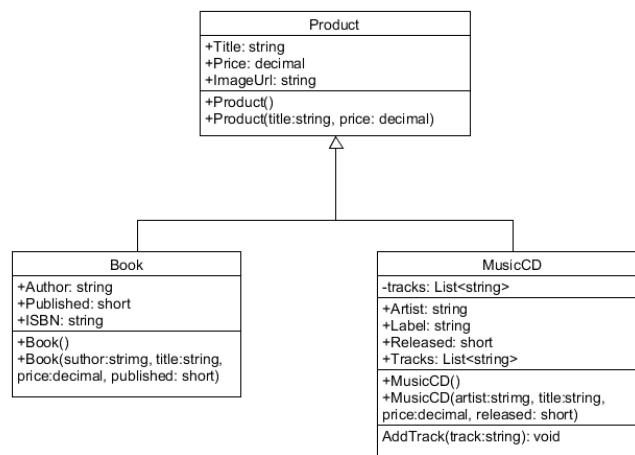 Product
+Title: string
+Price: decimal
+ImageUrl: string
+Product()
+Product(title:string, price: decimal)
Book
+Author: string
+Published: short
+ISBN: string
+Book()
+Book(suthor:strimg, title:string,
price:decimal, published: short)
MusicCD
-tracks: List<string>
+Artist: string
+Label: string
+Released: short
+Tracks: List<string>
+MusicCD()
+MusicCD(artist:strimg, title:string,
price:decimal, released: short)
AddTrack(track:string): void